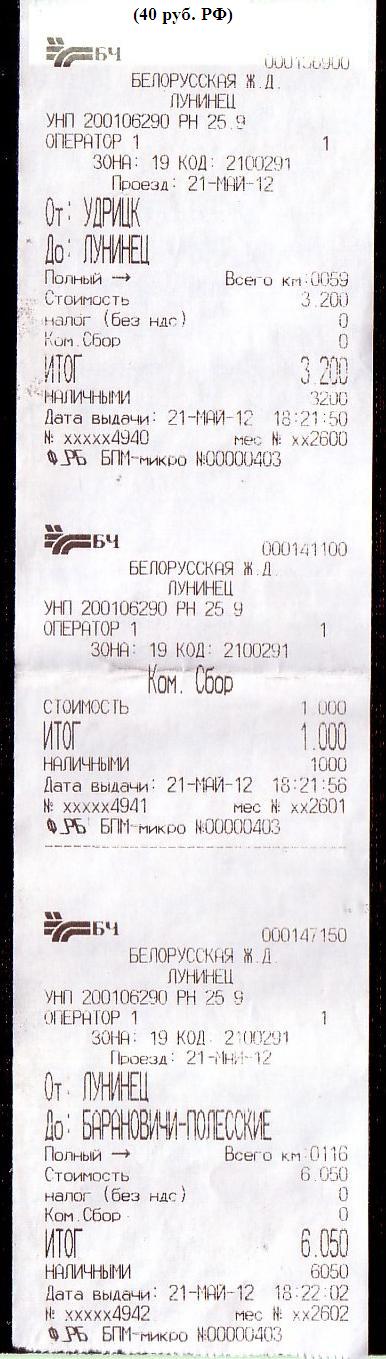 (40 руб. РФ)
БЧ 000136900
БЕЛОРУССКАЯ Ж.Д.
ЛУНИНЕЦ
УНП 200106290 РН 25.9
ОПЕРАТОР 1 1
ЗОНА: 19 КОД: 2100291
Проезд: 21-МАЙ-12
От: УДРИЦК
До: ЛУНИНЕЦ
Полный → Всего км:0059
Стоимость 3.200
налог (без ндс) 0
Ком.Сбор 0
ИТОГ 3.200
НАЛИЧНЫМИ 3200
Дата выдачи: 21-МАЙ-12 18:21:50
№ xxxxx4940 мес № xx2600
Ф_РБ БПМ-микро №00000403
БЧ 000141100
БЕЛОРУССКАЯ Ж.Д.
ЛУНИНЕЦ
УНП 200106290 РН 25 9
ОПЕРАТОР 1 1
ЗОНА: 19 КОД: 2100291
Ком. Сбор
СТОИМОСТЬ 1 000
ИТОГ 1.000
НАЛИЧНЫМИ 1000
Дата выдачи: 21-МАЙ-12 18:21:56
№ xxxxx4941 мес № xx2601
Ф_РБ БПМ-микро №00000403
БЧ 000147150
БЕЛОРУССКАЯ Ж.Д.
ЛУНИНЕЦ
УНП 200106290 РН 25 9
ОПЕРАТОР 1 1
ЗОНА: 19 КОД. 2100291
Проезд: 21-МАЙ-12
От: ЛУНИНЕЦ
До: БАРАНОВИЧИ-ПОЛЕССКИЕ
Полный → Всего км:0116
Стоимость 6.050
налог (без ндс) 0
Ком.Сбор 0
ИТОГ 6.050
НАЛИЧНЫМИ 6050
Дата выдачи: 21-МАЙ-12 18:22:02
№ xxxxx4942 мес № xx2602
Ф_РБ БПМ-микро №00000403